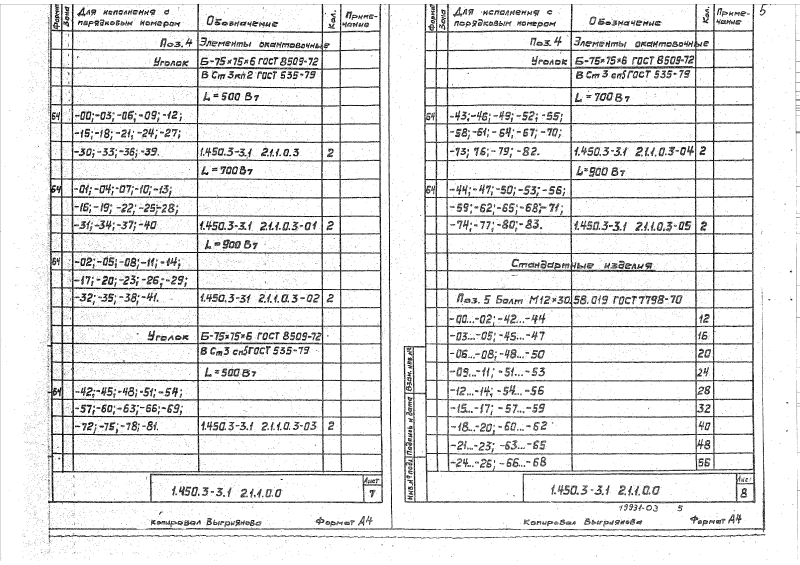 Формат
Зона
Для исполнения с порядковым номером
Обозначение
Кол.
Примечание
Поз. 4 Элементы окантовочные
Уголок Б-75×75×6 ГОСТ 8509-72
В Ст 3кп2 ГОСТ 535-79
L = 500 Вт
БЧ -00;-03;-06;-09;-12;
-15;-18;-21;-24;-27;
-30;-33;-36;-39. 1.450.3-3.1 2.1.1.0.3 2
L = 700 Вт
БЧ -01;-04;-07;-10;-13;
-16;-19;-22;-25;-28;
-31;-34;-37;-40 1.450.3-3.1 2.1.1.0.3-01 2
L = 900 Вт
БЧ -02;-05;-08;-11;-14;
-17;-20;-23;-26;-29;
-32;-35;-38;-41. 1.450.3-31 2.1.1.0.3-02 2
Уголок Б-75×75×6 ГОСТ 8509-72
В Ст3 сп5 ГОСТ 535-79
L = 500 Вт
БЧ -42;-45;-48;-51;-54;
-57;-60;-63;-66;-69;
-72;-75;-78;-81. 1.450.3-3.1 2.1.1.0.3-03 2
1.450.3-3.1 2.1.1.0.0
Лист
7
Копировал Выгриянова Формат А4
5
Формат
Зона
Для исполнения с порядковым номером
Обозначение
Кол.
Примечание
Поз. 4 Элементы окантовочные
Уголок Б-75×75×6 ГОСТ 8509-72
В Ст 3 сп5 ГОСТ 535-79
L = 700 Вт
БЧ -43;-46;-49;-52;-55;
-58;-61;-64;-67;-70;
-73; 76;-79;-82. 1.450.3-3.1 2.1.1.0.3-04 2
L=900 Вт
БЧ -44;-47;-50;-53;-56;
-59;-62;-65;-68;-71;
-74;-77;-80;-83. 1.450.3-3.1 2.1.1.0.3-05 2
Стандартные изделия
Поз. 5 Болт М12×30.58.019 ГОСТ 7798-70
-00...-02; -42...-44 12
-03...-05; -45...-47 16
-06...-08; -48...-50 20
-09...-11; -51...-53 24
-12...-14; -54...-56 28
-15...-17; -57...-59 32
-18...-20; -60...-62 40
-21...-23; -63...-65 48
-24...-26; -66...-68 56
Инв. № подл. Подпись и дата Взам. инв. №
1.450.3-3.1 2.1.1.0.0
Лис
8
19931-03 5
Копировал Выгриянова Формат А4